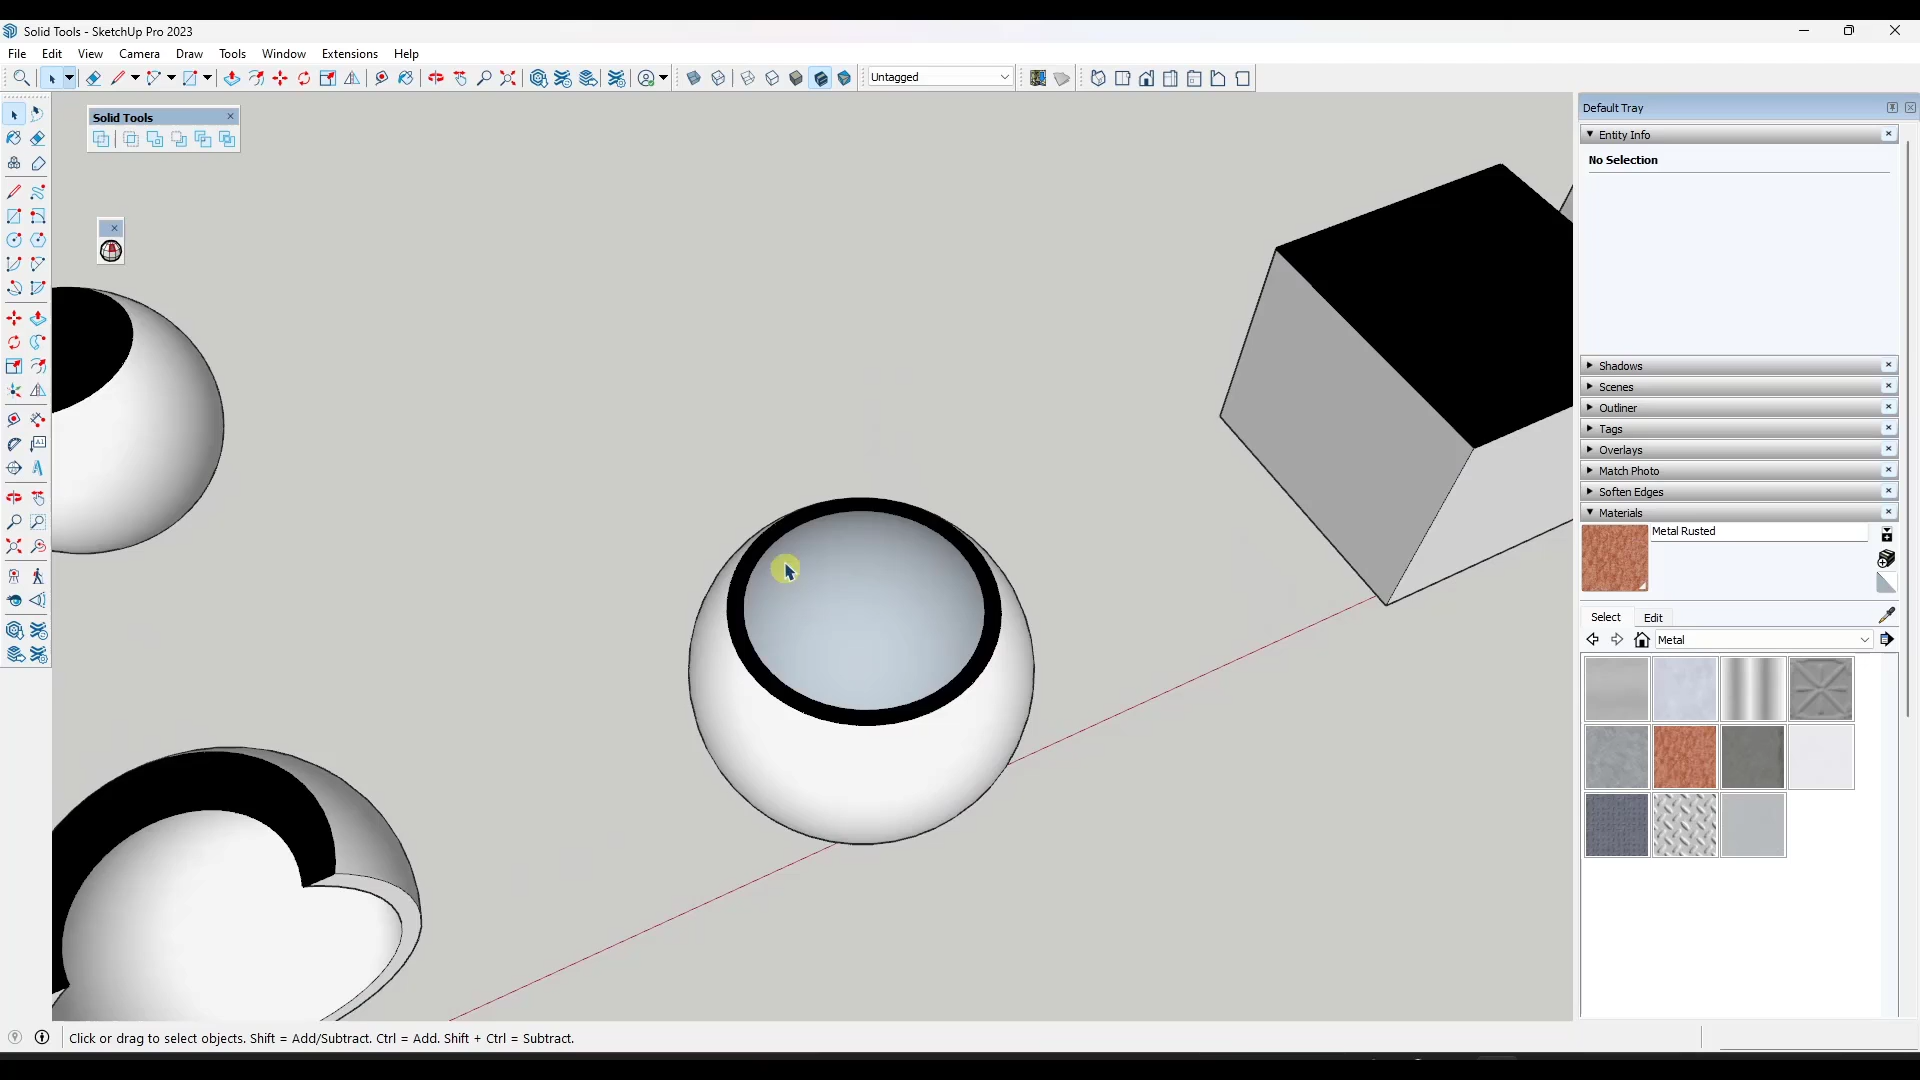 Solid Tools - SketchUp Pro 2023
File Edit View Camera Draw Tools Window Extensions Help
Untagged
Solid Tools
Default Tray
Entity Info
No Selection
Shadows
Scenes
Outliner
Tags
Overlays
Match Photo
Soften Edges
Materials
Metal Rusted
Select Edit
Metal
Click or drag to select objects. Shift = Add/Subtract. Ctrl = Add. Shift + Ctrl = Subtract.